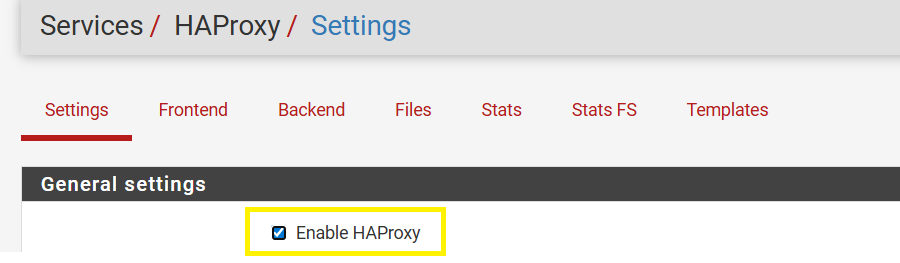 Services / HAProxy / Settings
Settings Frontend Backend Files Stats Stats FS Templates
General settings
Enable HAProxy